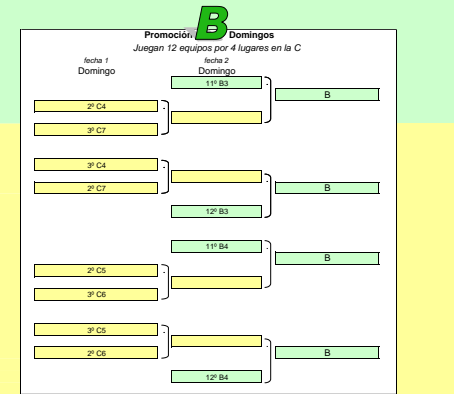 B
Promoción Domingos
Juegan 12 equipos por 4 lugares en la C
fecha 1 fecha 2
Domingo Domingo
11º B3
B
2º C4
3º C7
3º C4
2º C7
B
12º B3
11º B4
B
2º C5
3º C6
3º C5
2º C6
B
12º B4